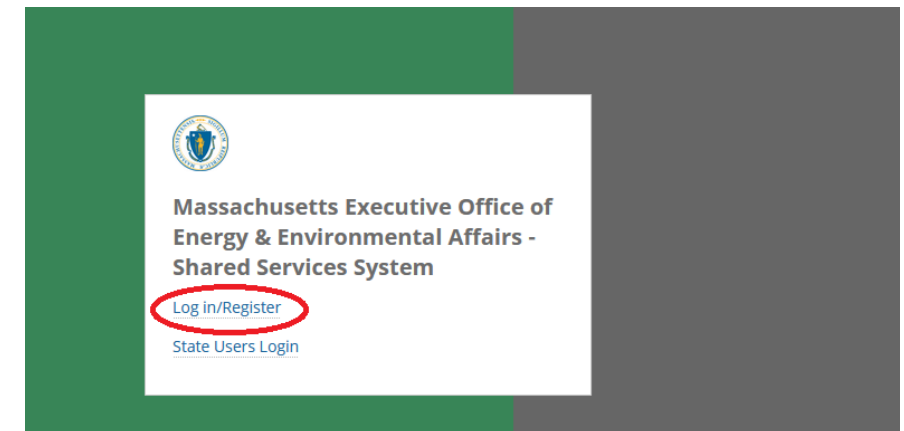 Massachusetts Executive Office of
Energy & Environmental Affairs -
Shared Services System
Log in/Register
State Users Login